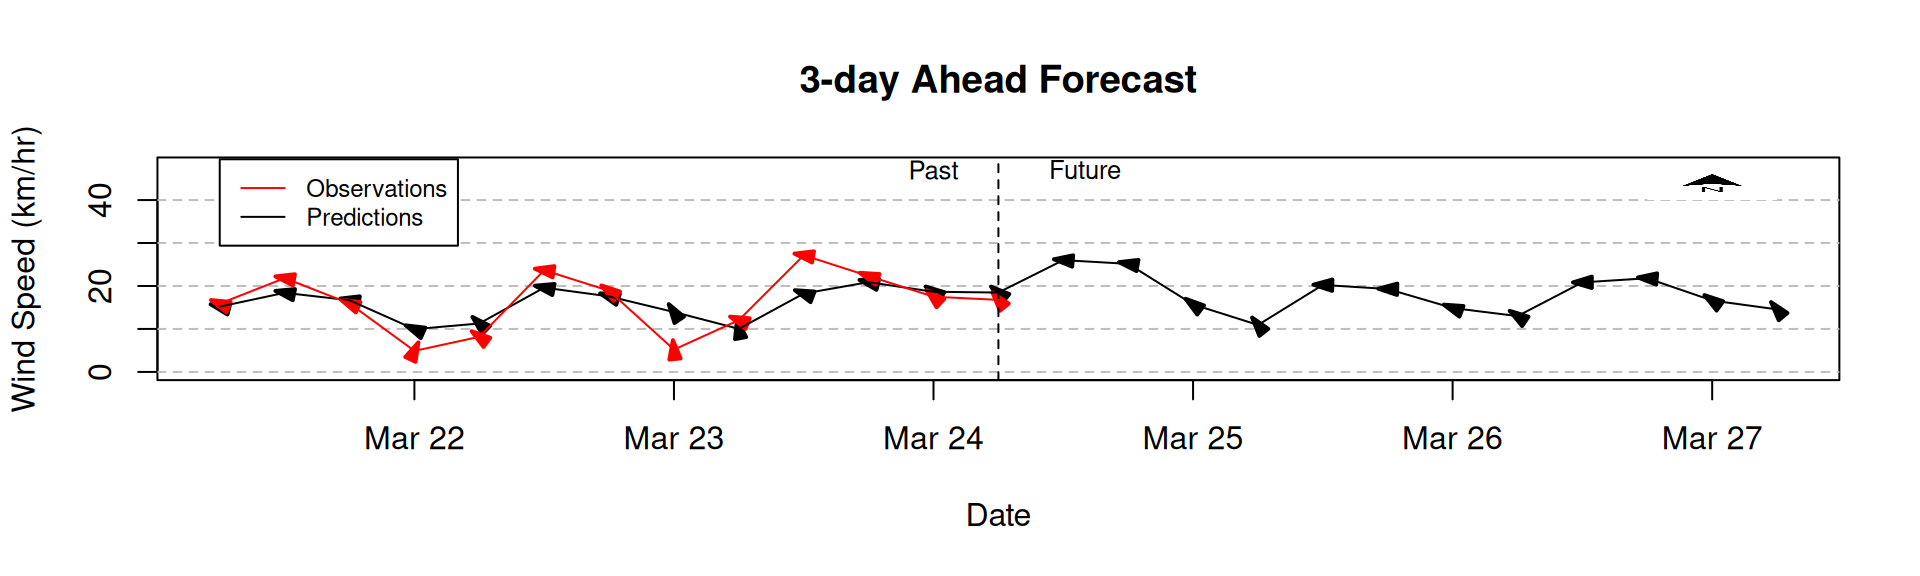 3-day Ahead Forecast
Wind Speed (km/hr)
40
20
0
Observations
Predictions
Past
Future
N
Mar 22
Mar 23
Mar 24
Mar 25
Mar 26
Mar 27
Date